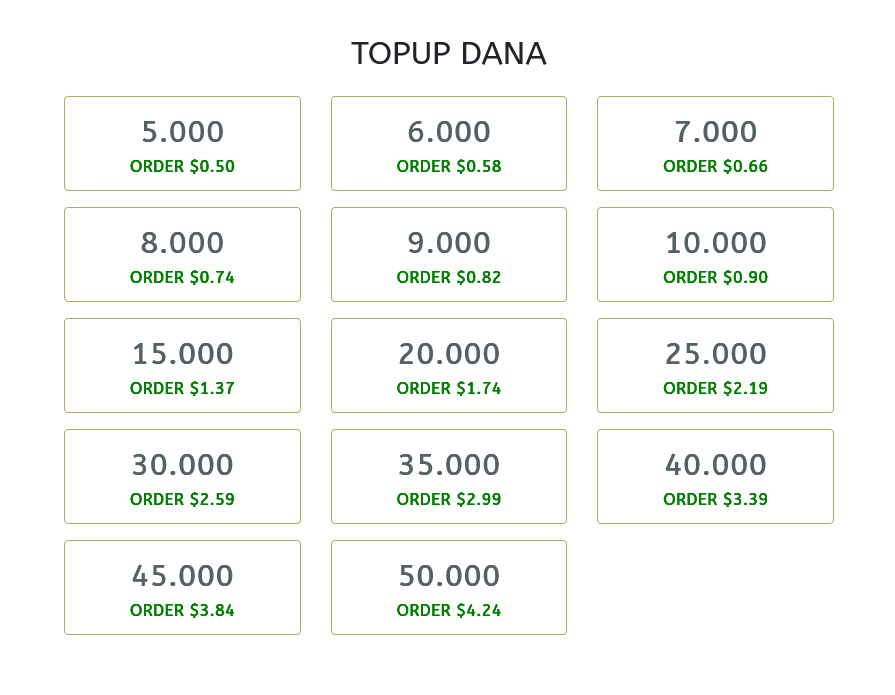 TOPUP DANA
5.000
ORDER $0.50
6.000
ORDER $0.58
7.000
ORDER $0.66
8.000
ORDER $0.74
9.000
ORDER $0.82
10.000
ORDER $0.90
15.000
ORDER $1.37
20.000
ORDER $1.74
25.000
ORDER $2.19
30.000
ORDER $2.59
35.000
ORDER $2.99
40.000
ORDER $3.39
45.000
ORDER $3.84
50.000
ORDER $4.24